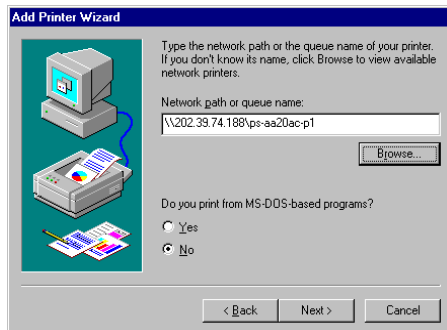 Add Printer Wizard
Type the network path or the queue name of your printer.
If you don't know its name, click Browse to view available
network printers.
Network path or queue name:
\\202.39.74.188\ps-aa20ac-p1
Browse...
Do you print from MS-DOS-based programs?
Yes
No
< Back
Next >
Cancel